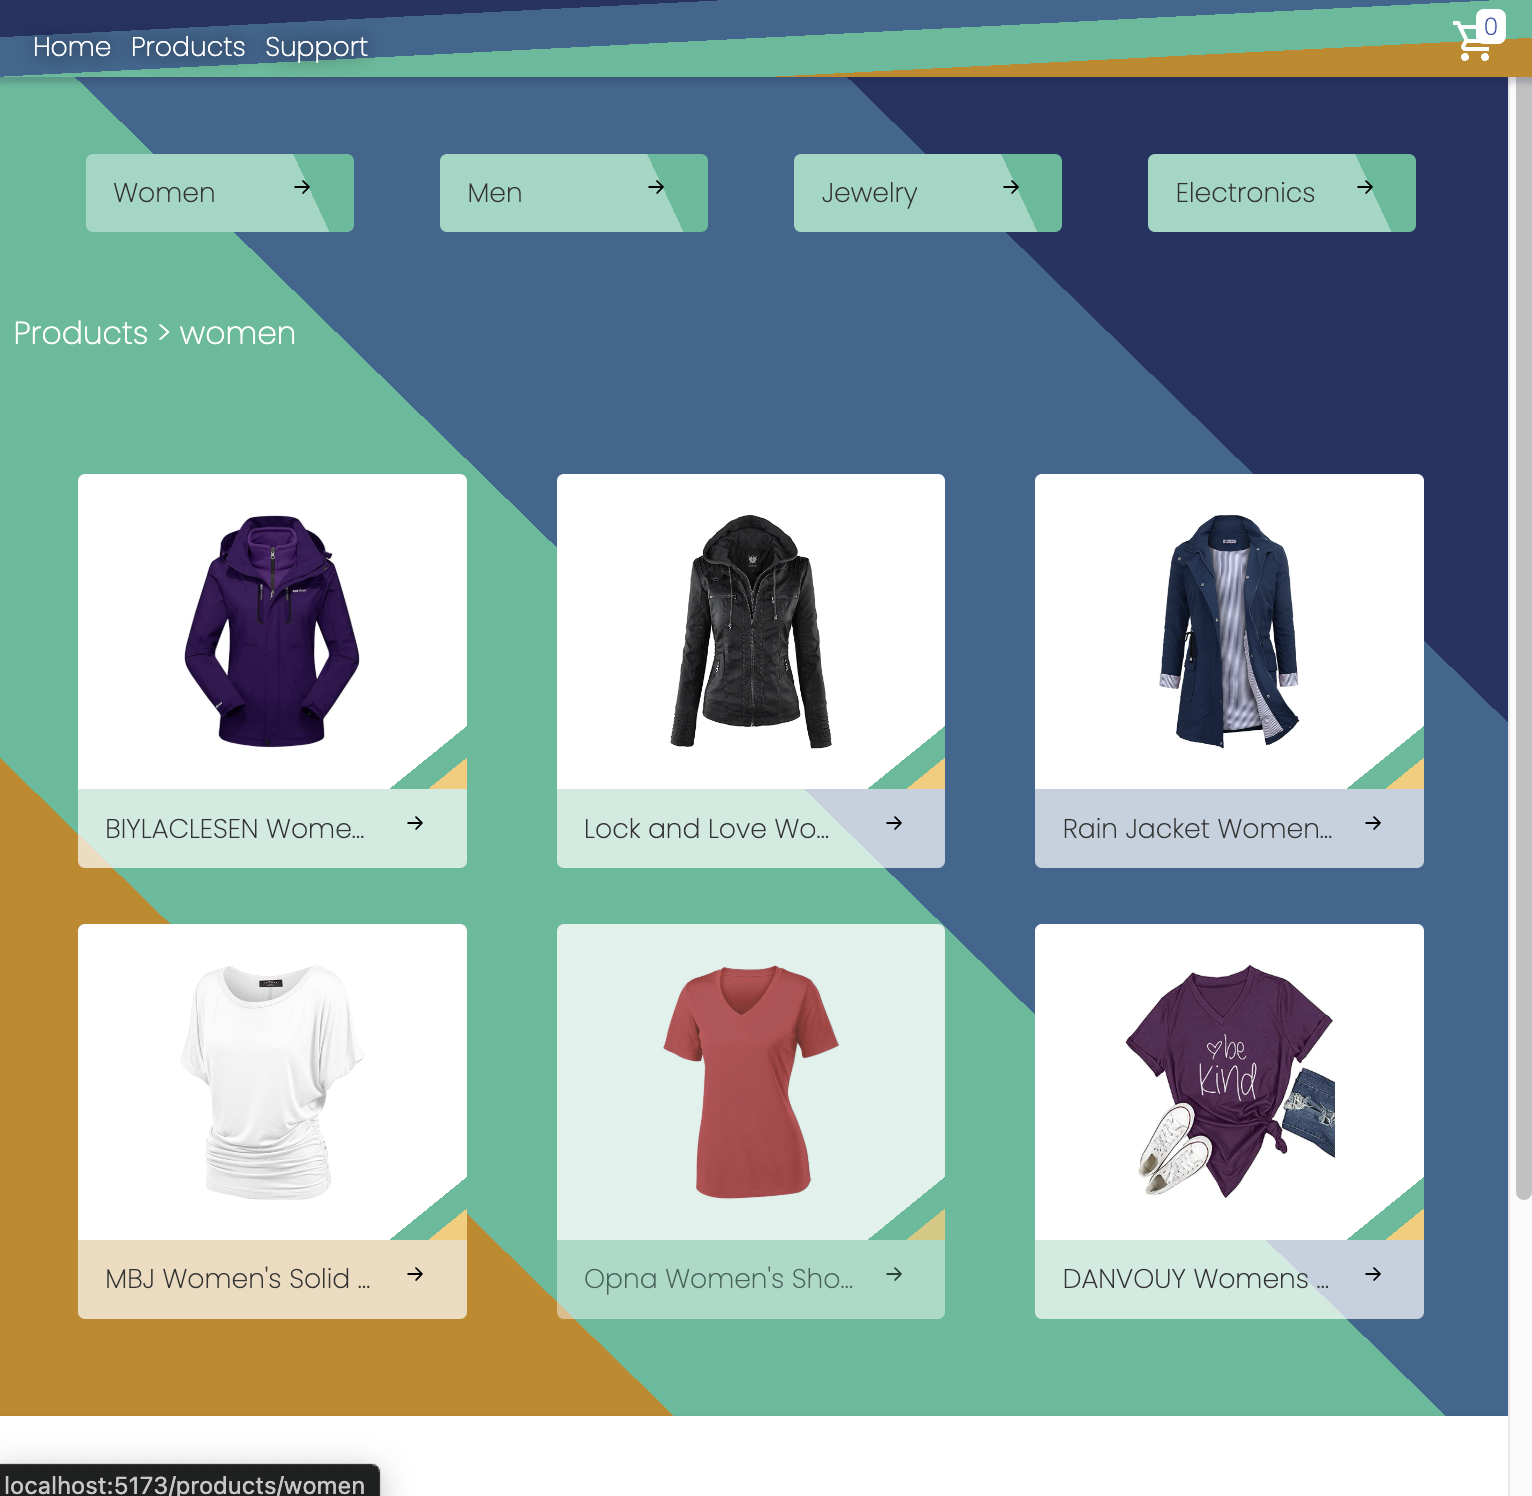 Home Products Support
0
Women
Men
Jewelry
Electronics
Products > women
BIYLACLESEN Wome...
Lock and Love Wo...
Rain Jacket Women...
be
kind
MBJ Women's Solid ...
Opna Women's Sho...
DANVOUY Womens ...
localhost:5173/products/women